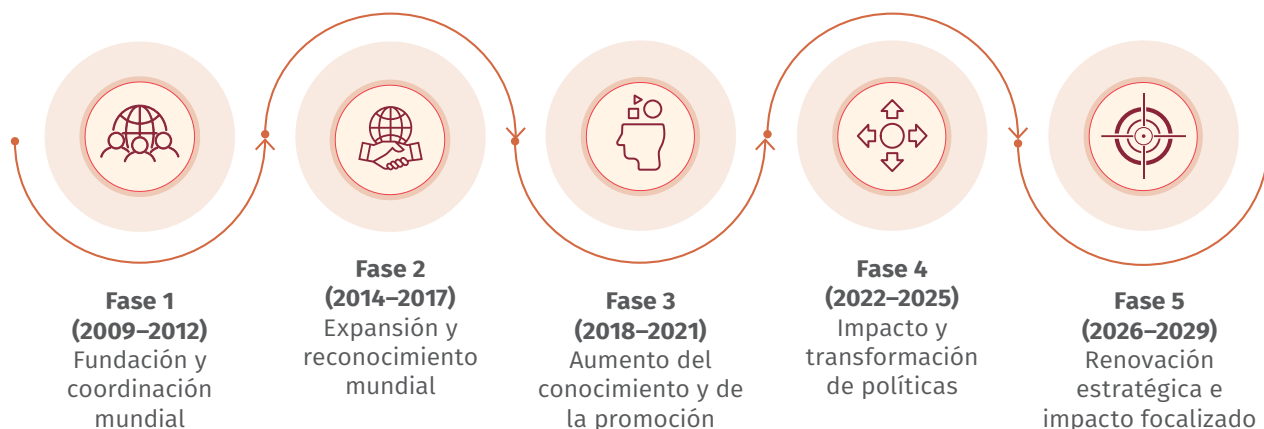 Fase 1
(2009–2012)
Fundación y
coordinación
mundial
Fase 2
(2014–2017)
Expansión y
reconocimiento
mundial
Fase 3
(2018–2021)
Aumento del
conocimiento y de
la promoción
Fase 4
(2022–2025)
Impacto y
transformación
de políticas
Fase 5
(2026–2029)
Renovación
estratégica e
impacto focalizado